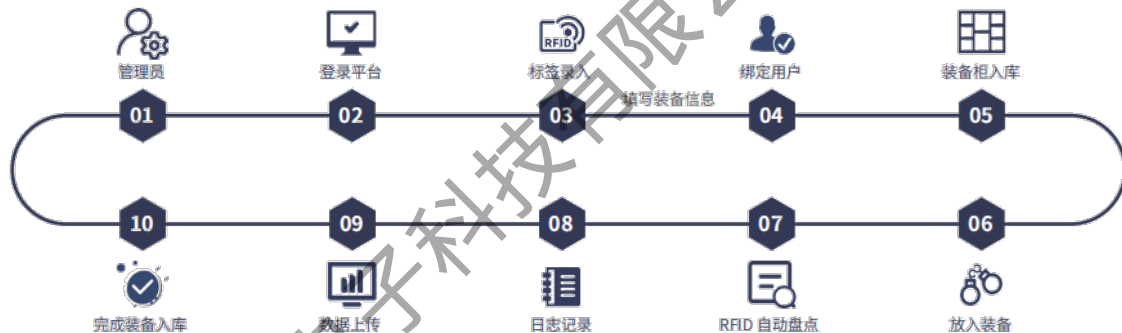 RFID
管理员
登录平台
标签录入
绑定用户
装备柜入库
填写装备信息
01
02
03
04
05
10
09
08
07
06
完成装备入库
数据上传
日志记录
RFID 自动盘点
放入装备
子科技有限